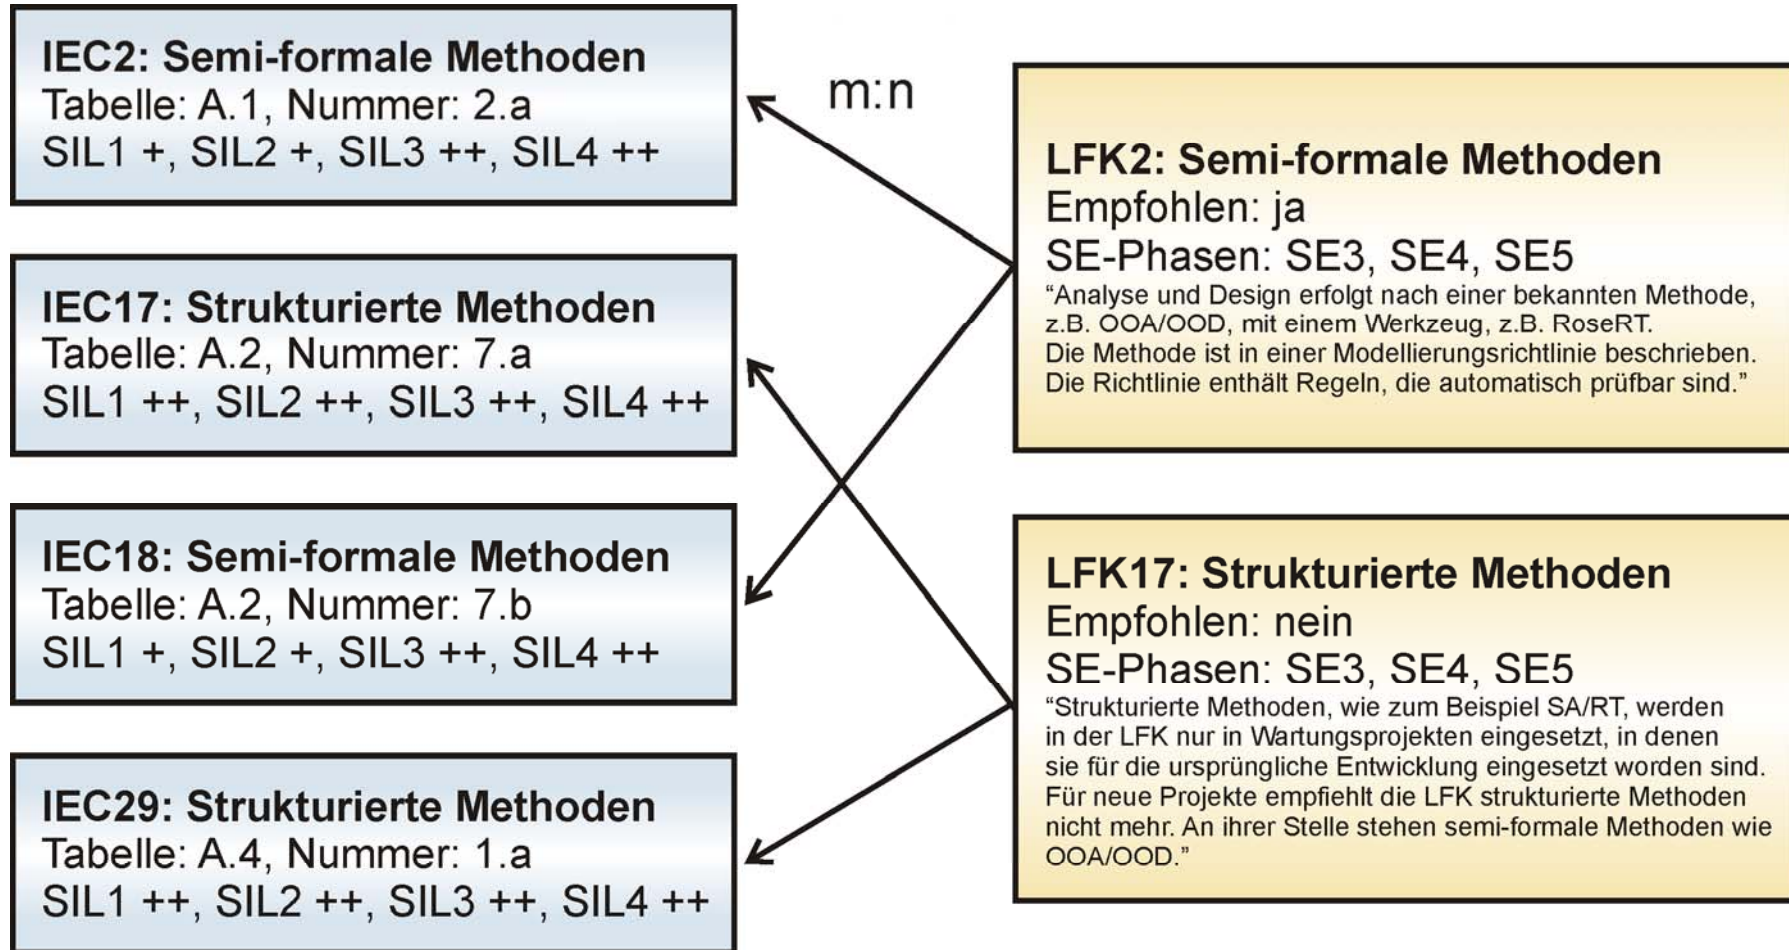 IEC2: Semi-formale Methoden
Tabelle: A.1, Nummer: 2.a
SIL1 +, SIL2 +, SIL3 ++, SIL4 ++
IEC17: Strukturierte Methoden
Tabelle: A.2, Nummer: 7.a
SIL1 ++, SIL2 ++, SIL3 ++, SIL4 ++
IEC18: Semi-formale Methoden
Tabelle: A.2, Nummer: 7.b
SIL1 +, SIL2 +, SIL3 ++, SIL4 ++
IEC29: Strukturierte Methoden
Tabelle: A.4, Nummer: 1.a
SIL1 ++, SIL2 ++, SIL3 ++, SIL4 ++
m:n
LFK2: Semi-formale Methoden
Empfohlen: ja
SE-Phasen: SE3, SE4, SE5
“Analyse und Design erfolgt nach einer bekannten Methode,
z.B. OOA/OOD, mit einem Werkzeug, z.B. RoseRT.
Die Methode ist in einer Modellierungsrichtlinie beschrieben.
Die Richtlinie enthält Regeln, die automatisch prüfbar sind.”
LFK17: Strukturierte Methoden
Empfohlen: nein
SE-Phasen: SE3, SE4, SE5
“Strukturierte Methoden, wie zum Beispiel SA/RT, werden
in der LFK nur in Wartungsprojekten eingesetzt, in denen
sie für die ursprüngliche Entwicklung eingesetzt worden sind.
Für neue Projekte empfiehlt die LFK strukturierte Methoden
nicht mehr. An ihrer Stelle stehen semi-formale Methoden wie
OOA/OOD.”